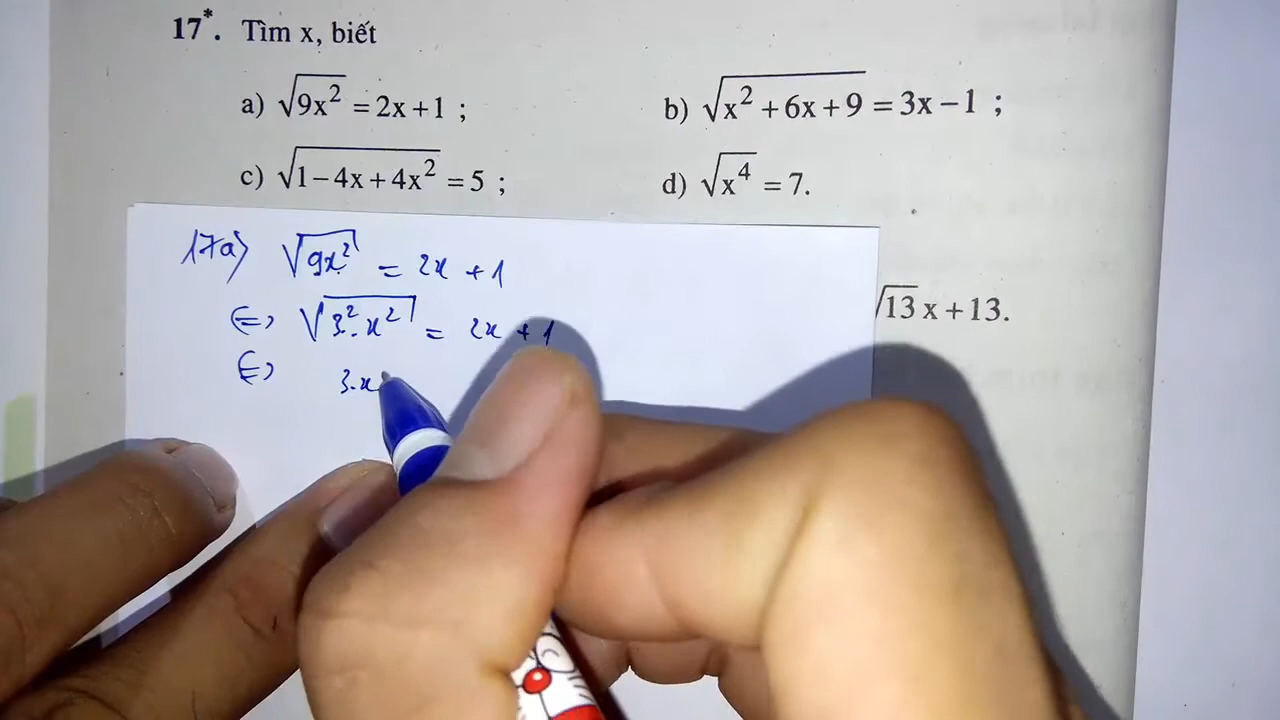 17*. Tìm x, biết
a) √9x² = 2x+1 ;
b) √x² + 6x + 9 = 3x – 1 ;
c) √1– 4x + 4x² = 5 ;
d) √x⁴ = 7.
√13 x + 13.
17a) √9x² = 2x + 1
⇔ √3².x² = 2x + 1
⇔ 3.x